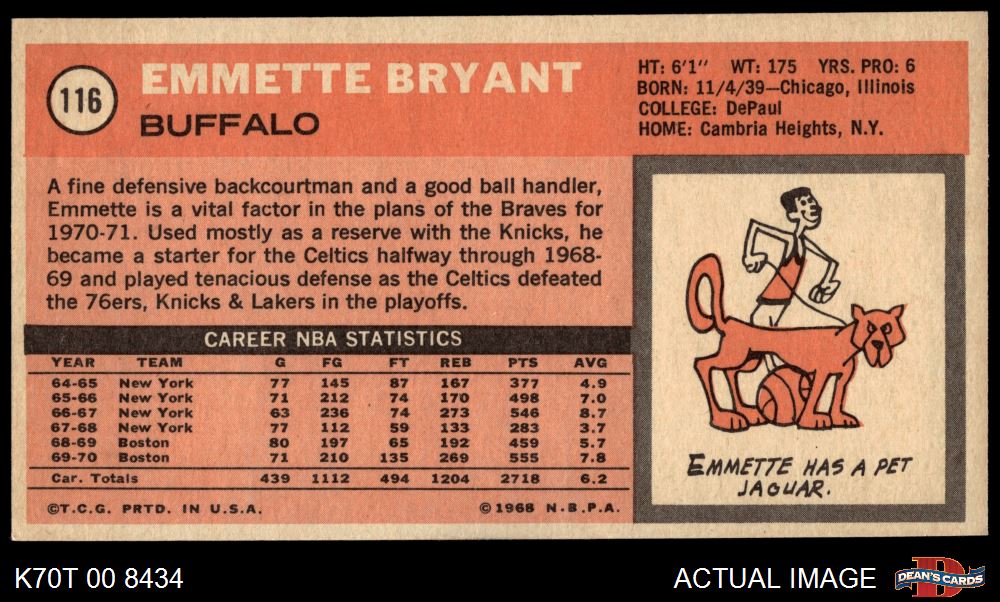 116
EMMETTE BRYANT
BUFFALO
HT: 6'1" WT: 175 YRS. PRO: 6
BORN: 11/4/39—Chicago, Illinois
COLLEGE: DePaul
HOME: Cambria Heights, N.Y.
A fine defensive backcourtman and a good ball handler,
Emmette is a vital factor in the plans of the Braves for
1970-71. Used mostly as a reserve with the Knicks, he
became a starter for the Celtics halfway through 1968-
69 and played tenacious defense as the Celtics defeated
the 76ers, Knicks & Lakers in the playoffs.
CAREER NBA STATISTICS
YEAR TEAM G FG FT REB PTS AVG
64-65 New York 77 145 87 167 377 4.9
65-66 New York 71 212 74 170 498 7.0
66-67 New York 63 236 74 273 546 8.7
67-68 New York 77 112 59 133 283 3.7
68-69 Boston 80 197 65 192 459 5.7
69-70 Boston 71 210 135 269 555 7.8
Car. Totals 439 1112 494 1204 2718 6.2
©T.C.G. PRTD. IN U.S.A. ©1968 N.B.P.A.
EMMETTE HAS A PET
JAGUAR.
K70T 00 8434
ACTUAL IMAGE
D
DEAN'S CARDS